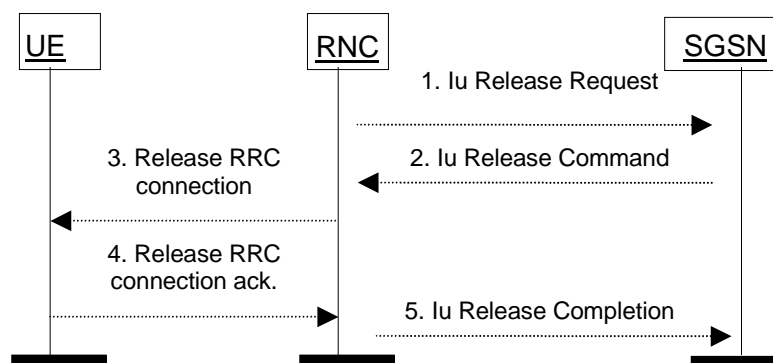 UE
RNC
SGSN
1. Iu Release Request
2. Iu Release Command
3. Release RRC
connection
4. Release RRC
connection ack.
5. Iu Release Completion